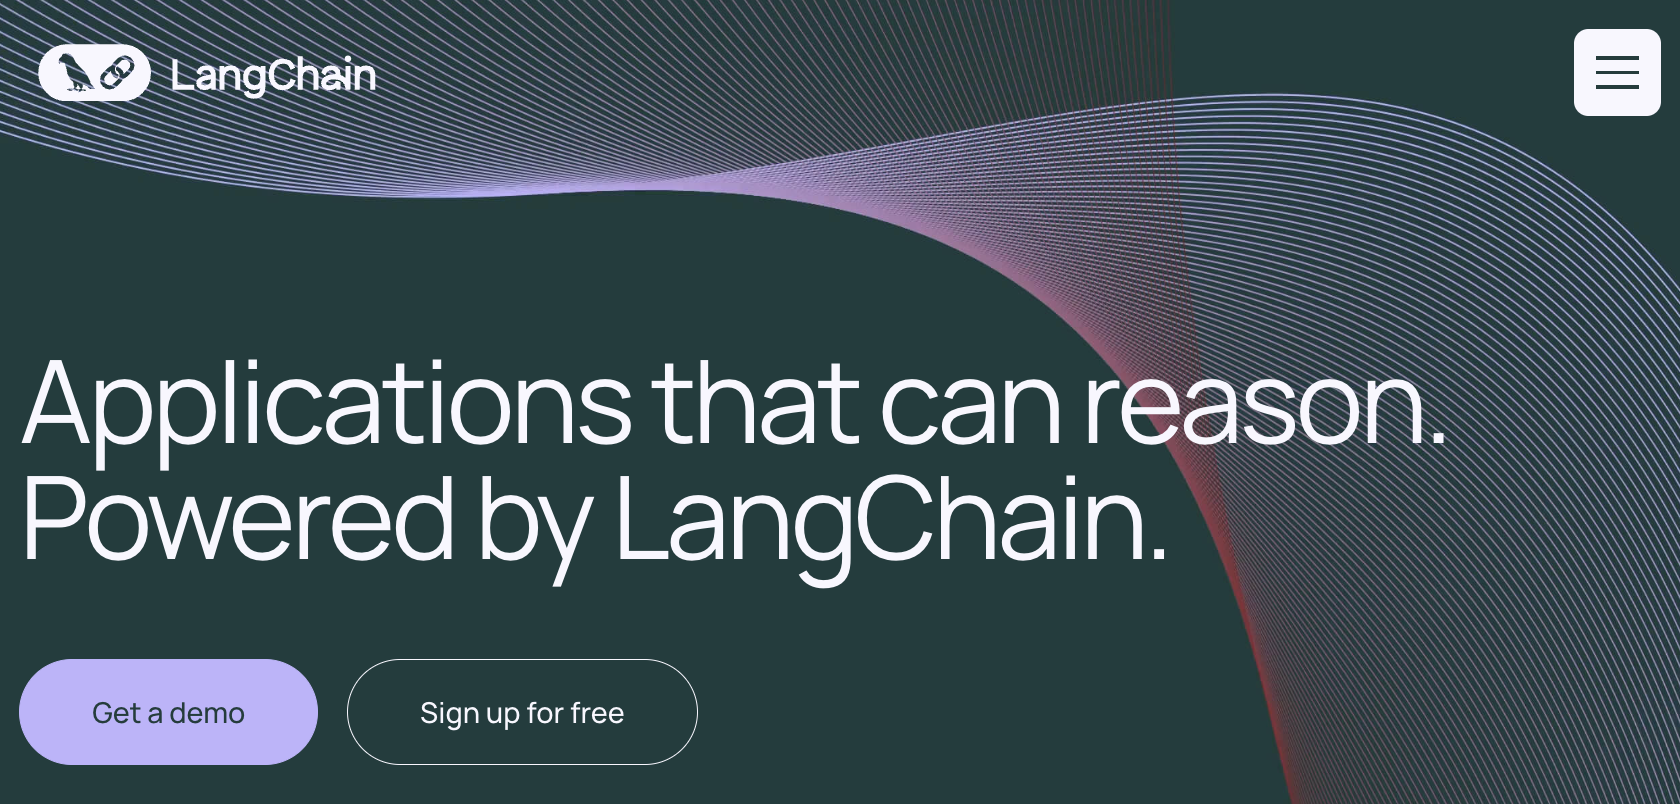 LangChain
Applications that can reason.
Powered by LangChain.
Get a demo
Sign up for free